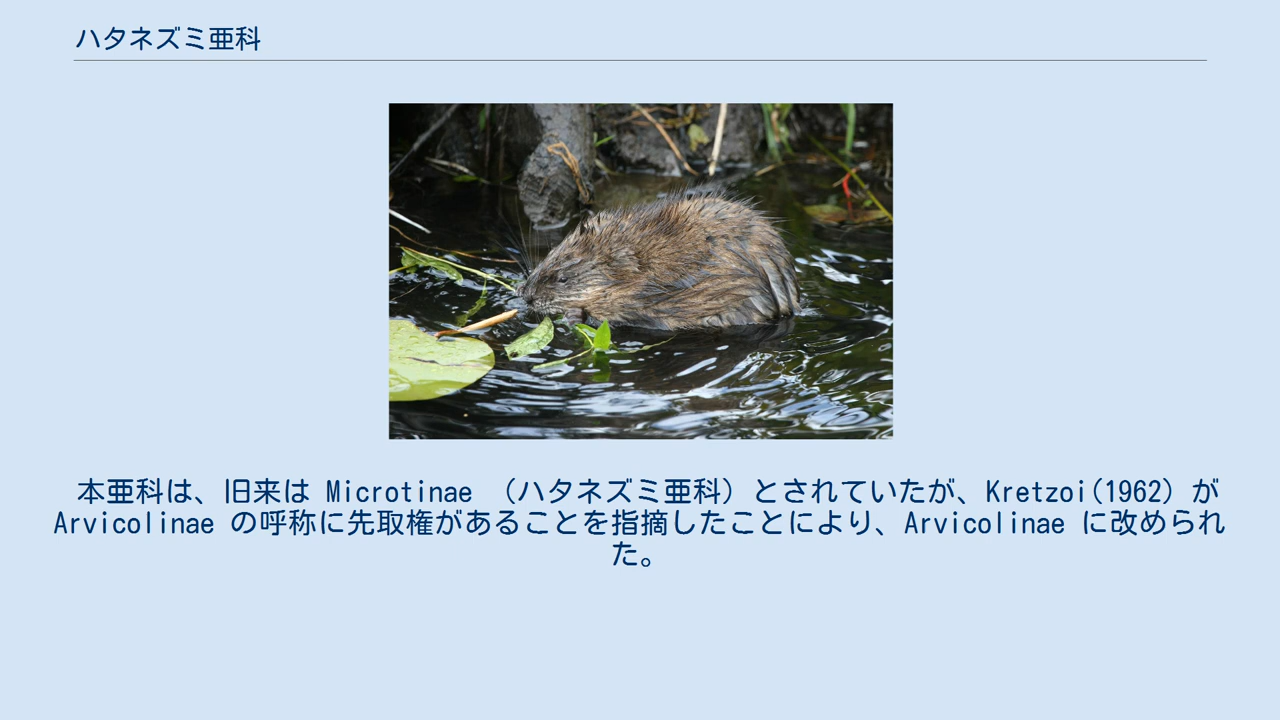 ハタネズミ亜科
本亜科は、旧来は Microtinae （ハタネズミ亜科）とされていたが、Kretzoi(1962) が
Arvicolinae の呼称に先取権があることを指摘したことにより、Arvicolinae に改められ
た。